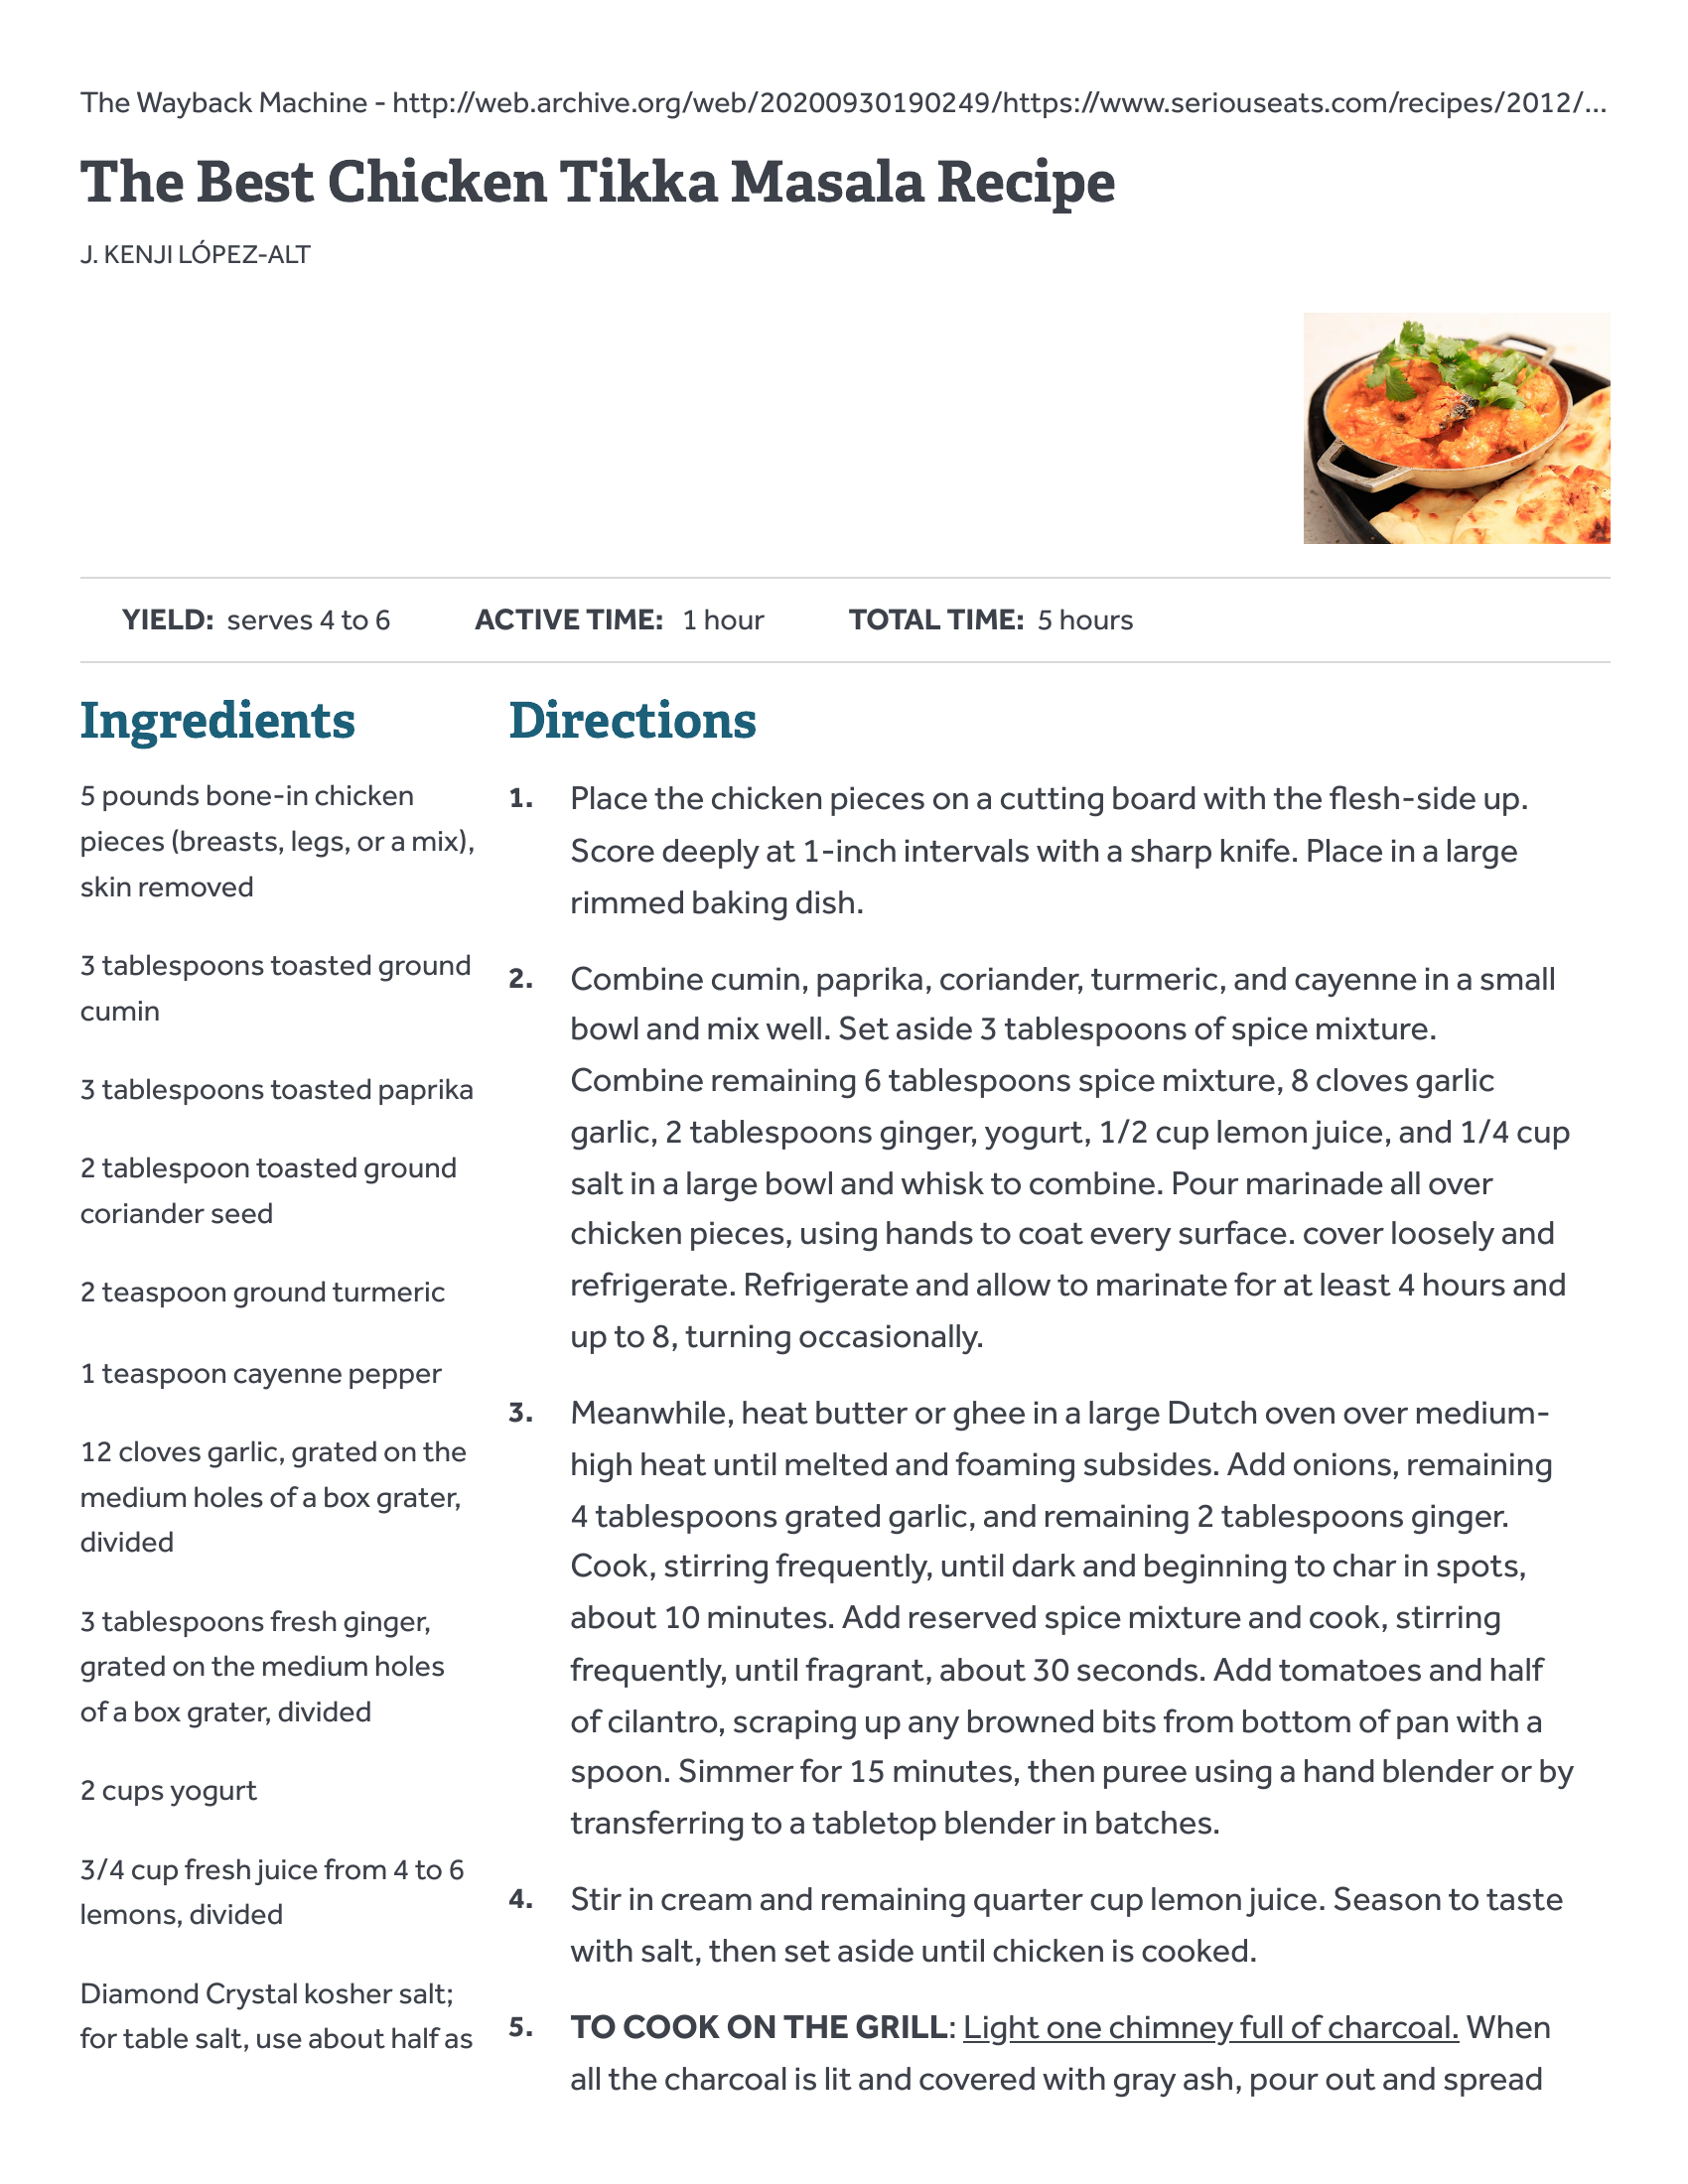 The Wayback Machine - http://web.archive.org/web/20200930190249/https://www.seriouseats.com/recipes/2012/...
The Best Chicken Tikka Masala Recipe
J. KENJI LÓPEZ-ALT
YIELD: serves 4 to 6 ACTIVE TIME: 1 hour TOTAL TIME: 5 hours
Ingredients
5 pounds bone-in chicken
pieces (breasts, legs, or a mix),
skin removed
3 tablespoons toasted ground
cumin
3 tablespoons toasted paprika
2 tablespoon toasted ground
coriander seed
2 teaspoon ground turmeric
1 teaspoon cayenne pepper
12 cloves garlic, grated on the
medium holes of a box grater,
divided
3 tablespoons fresh ginger,
grated on the medium holes
of a box grater, divided
2 cups yogurt
3/4 cup fresh juice from 4 to 6
lemons, divided
Diamond Crystal kosher salt;
for table salt, use about half as
Directions
1. Place the chicken pieces on a cutting board with the flesh-side up.
Score deeply at 1-inch intervals with a sharp knife. Place in a large
rimmed baking dish.
2. Combine cumin, paprika, coriander, turmeric, and cayenne in a small
bowl and mix well. Set aside 3 tablespoons of spice mixture.
Combine remaining 6 tablespoons spice mixture, 8 cloves garlic
garlic, 2 tablespoons ginger, yogurt, 1/2 cup lemon juice, and 1/4 cup
salt in a large bowl and whisk to combine. Pour marinade all over
chicken pieces, using hands to coat every surface. cover loosely and
refrigerate. Refrigerate and allow to marinate for at least 4 hours and
up to 8, turning occasionally.
3. Meanwhile, heat butter or ghee in a large Dutch oven over medium-
high heat until melted and foaming subsides. Add onions, remaining
4 tablespoons grated garlic, and remaining 2 tablespoons ginger.
Cook, stirring frequently, until dark and beginning to char in spots,
about 10 minutes. Add reserved spice mixture and cook, stirring
frequently, until fragrant, about 30 seconds. Add tomatoes and half
of cilantro, scraping up any browned bits from bottom of pan with a
spoon. Simmer for 15 minutes, then puree using a hand blender or by
transferring to a tabletop blender in batches.
4. Stir in cream and remaining quarter cup lemon juice. Season to taste
with salt, then set aside until chicken is cooked.
5. TO COOK ON THE GRILL: Light one chimney full of charcoal. When
all the charcoal is lit and covered with gray ash, pour out and spread